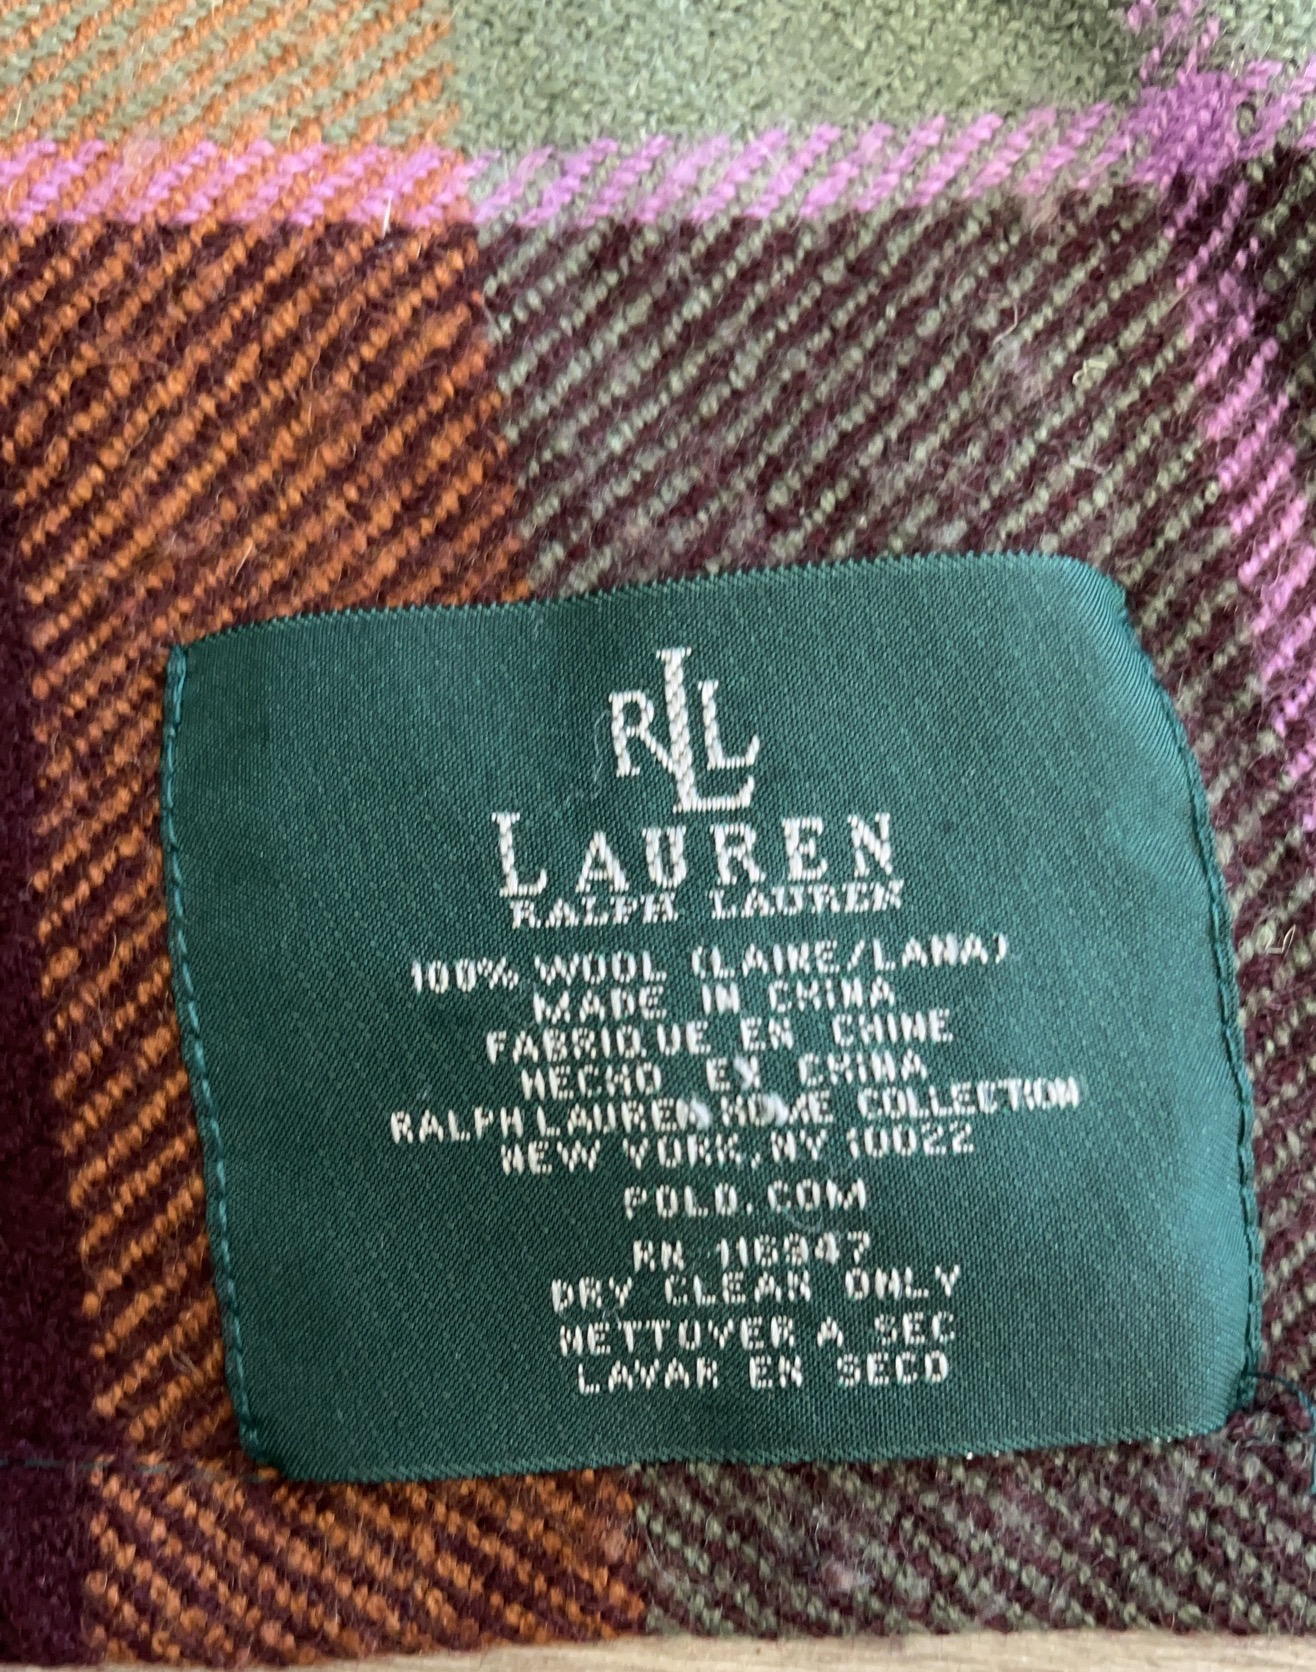 RLL
LAUREN
RALPH LAUREN
100% WOOL (LAINE/LANA)
MADE IN CHINA
FABRIQUE EN CHINE
HECHO EN CHINA
RALPH LAUREN HOME COLLECTION
NEW YORK, NY 10022
POLO.COM
RN 116947
DRY CLEAN ONLY
NETTOYER A SEC
LAVAR EN SECO